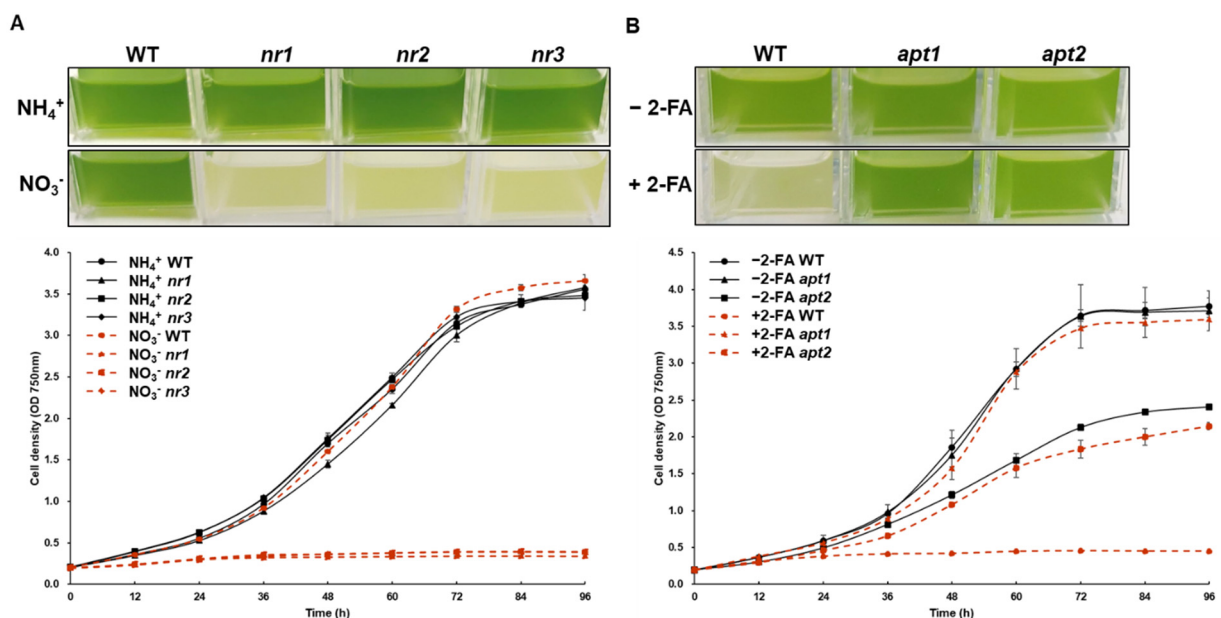 A
WT nr1 nr2 nr3
NH₄⁺
NO₃⁻
4.0
3.5
3.0
2.5
2.0
1.5
1.0
0.5
0.0
Cell density (OD 750nm)
NH₄⁺ WT
NH₄⁺ nr1
NH₄⁺ nr2
NH₄⁺ nr3
NO₃⁻ WT
NO₃⁻ nr1
NO₃⁻ nr2
NO₃⁻ nr3
0 12 24 36 48 60 72 84 96
Time (h)
B
WT apt1 apt2
− 2-FA
+ 2-FA
4.5
4.0
3.5
3.0
2.5
2.0
1.5
1.0
0.5
0.0
Cell density (OD 750nm)
−2-FA WT
−2-FA apt1
−2-FA apt2
+2-FA WT
+2-FA apt1
+2-FA apt2
0 12 24 36 48 60 72 84 96
Time (h)